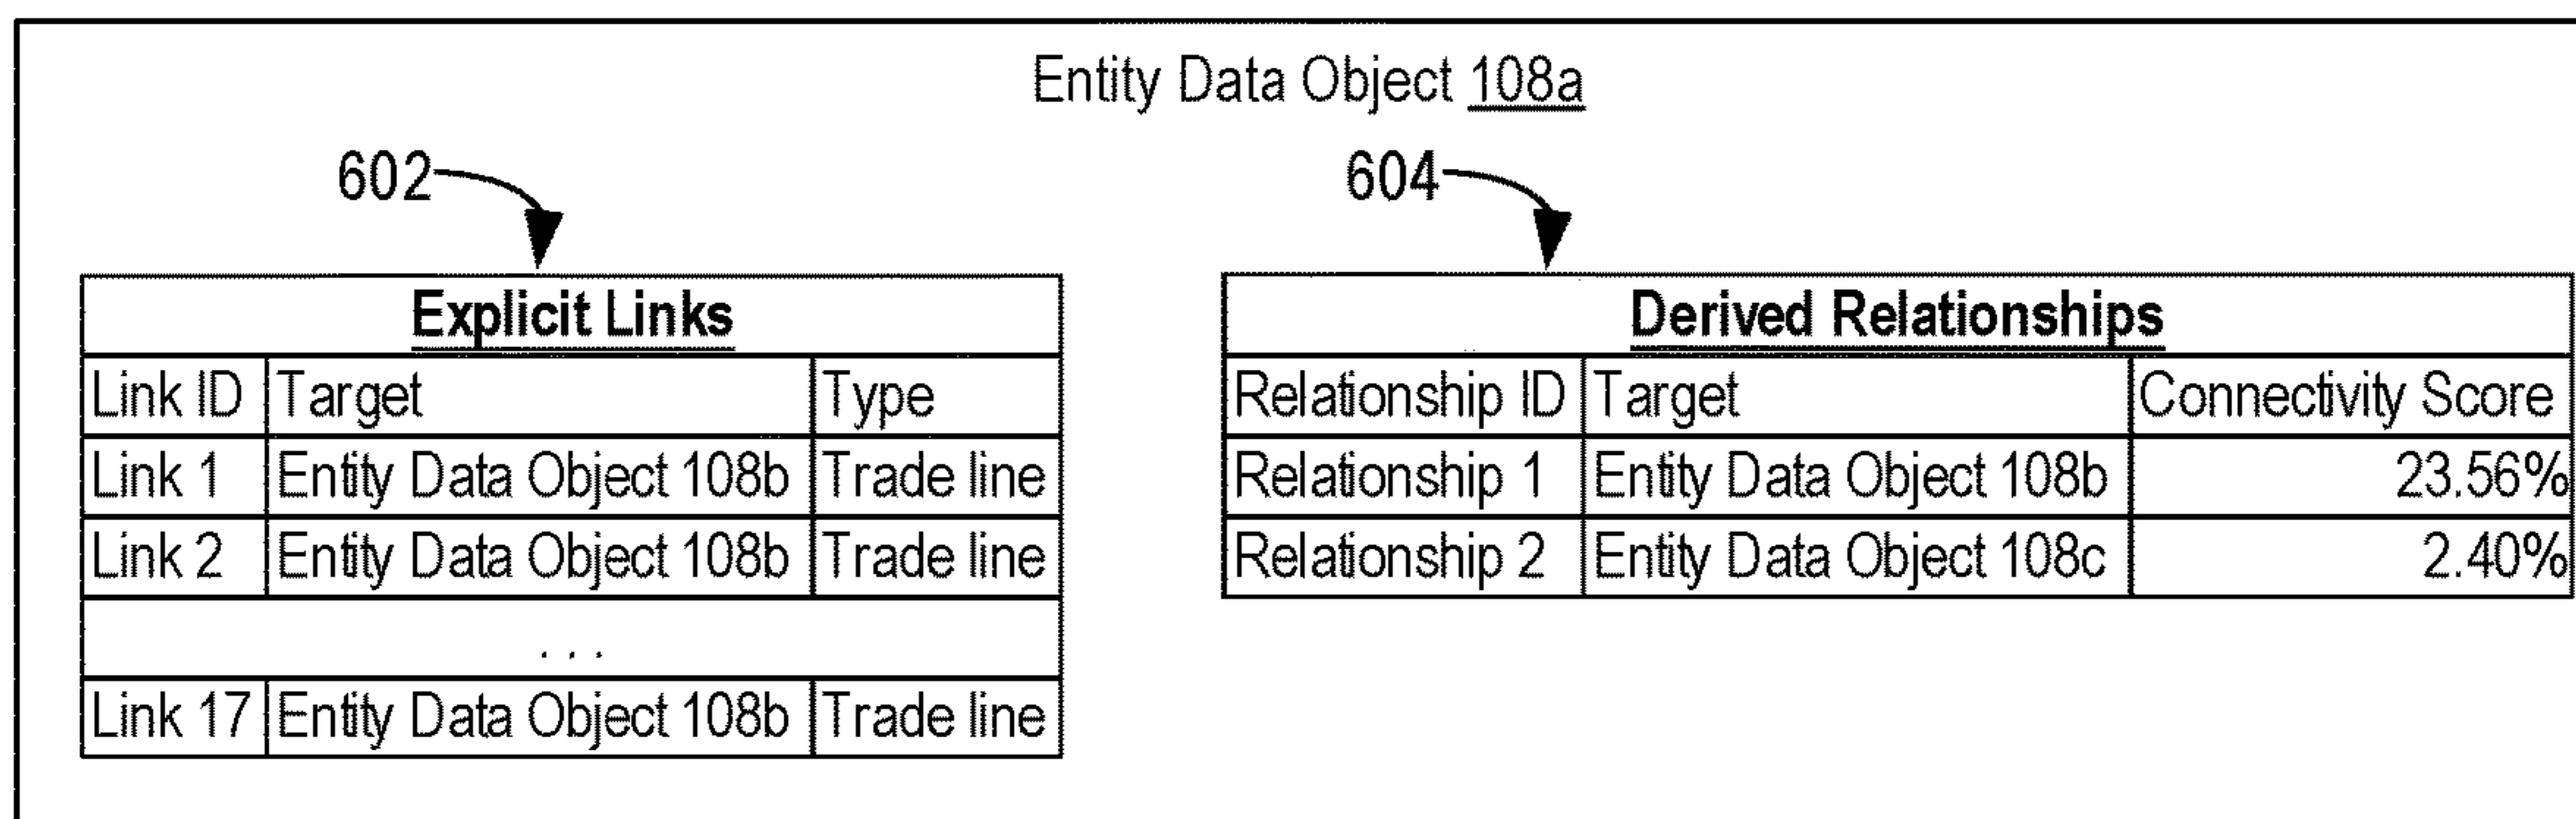 Entity Data Object 108a
602
604
Explicit Links
Link ID Target Type
Link 1 Entity Data Object 108b Trade line
Link 2 Entity Data Object 108b Trade line
. . .
Link 17 Entity Data Object 108b Trade line
Derived Relationships
Relationship ID Target Connectivity Score
Relationship 1 Entity Data Object 108b 23.56%
Relationship 2 Entity Data Object 108c 2.40%